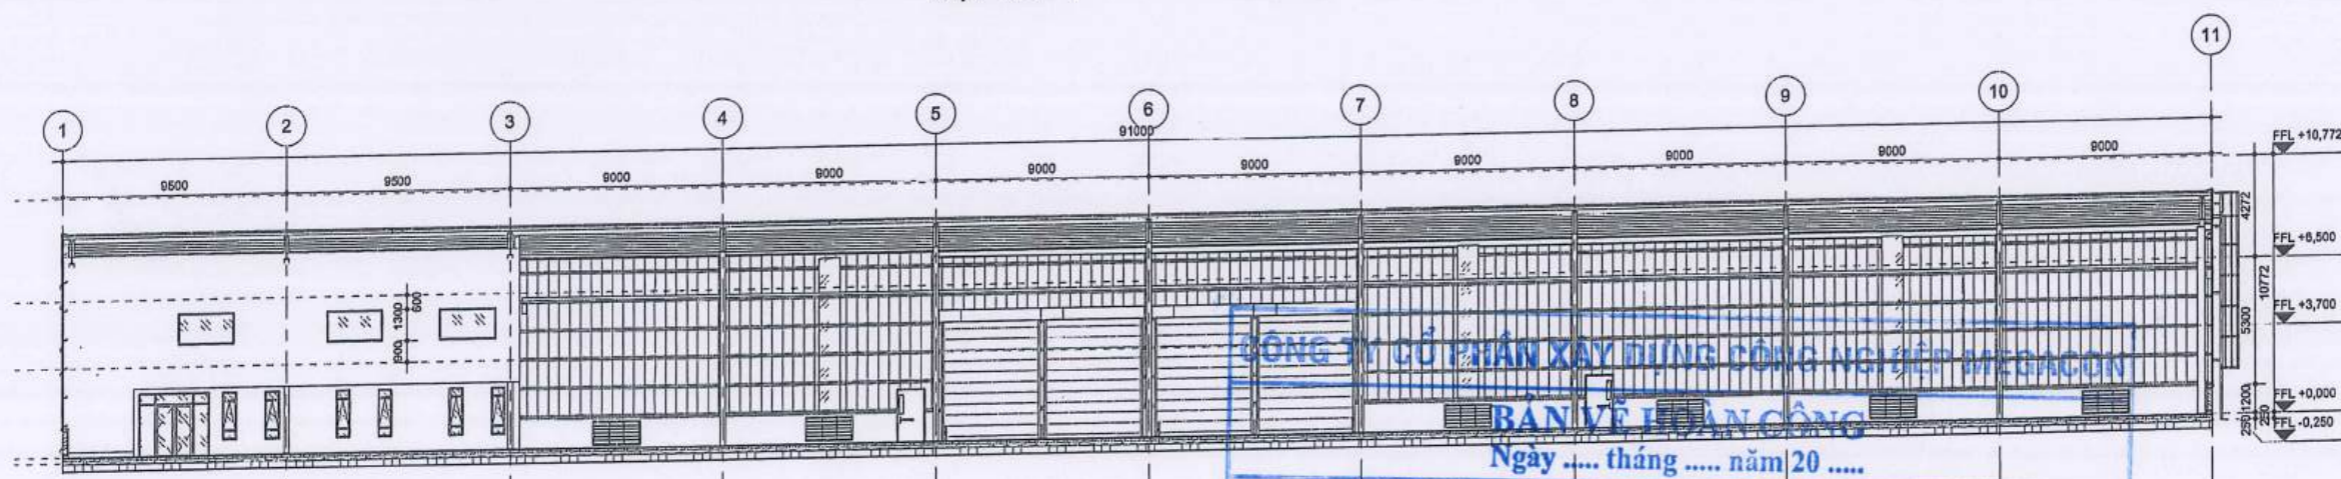 1 2 3 4 5 6 7 8 9 10 11
91000
9500 9500 9000 9000 9000 9000 9000 9000 9000 9000
FFL +10,772
4272
FFL +6,500
10772
600
1300
900
FFL +3,700
5300
CÔNG TY CỔ PHẦN XÂY DỰNG CÔNG NGHIỆP MEGACON
FFL +0,000
1200
250
250
FFL -0,250
BẢN VẼ HOÀN CÔNG
Ngày ..... tháng ..... năm 20 .....